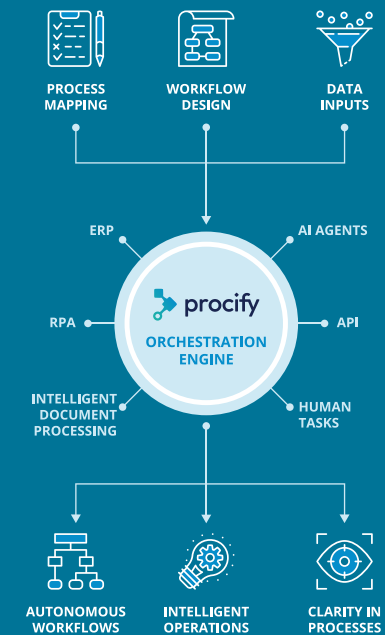 PROCESS
MAPPING
WORKFLOW
DESIGN
DATA
INPUTS
ERP
AI AGENTS
procify
ORCHESTRATION
ENGINE
RPA
API
INTELLIGENT
DOCUMENT
PROCESSING
HUMAN
TASKS
AUTONOMOUS
WORKFLOWS
INTELLIGENT
OPERATIONS
CLARITY IN
PROCESSES